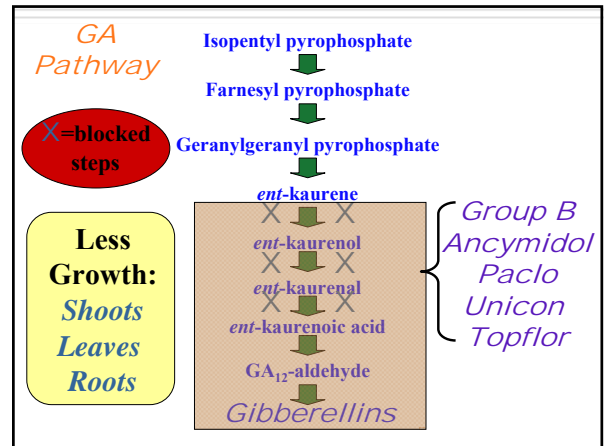 GA
Pathway
Isopentyl pyrophosphate
Farnesyl pyrophosphate
X=blocked
steps
Geranylgeranyl pyrophosphate
ent-kaurene
X X
ent-kaurenol
X X
ent-kaurenal
X X
ent-kaurenoic acid
GA12-aldehyde
Gibberellins
Less
Growth:
Shoots
Leaves
Roots
Group B
Ancymidol
Paclo
Unicon
Topflor